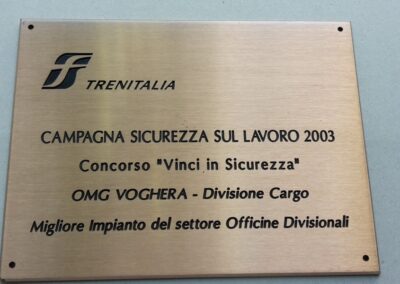 TRENITALIA
CAMPAGNA SICUREZZA SUL LAVORO 2003
Concorso "Vinci in Sicurezza"
OMG VOGHERA - Divisione Cargo
Migliore Impianto del settore Officine Divisionali